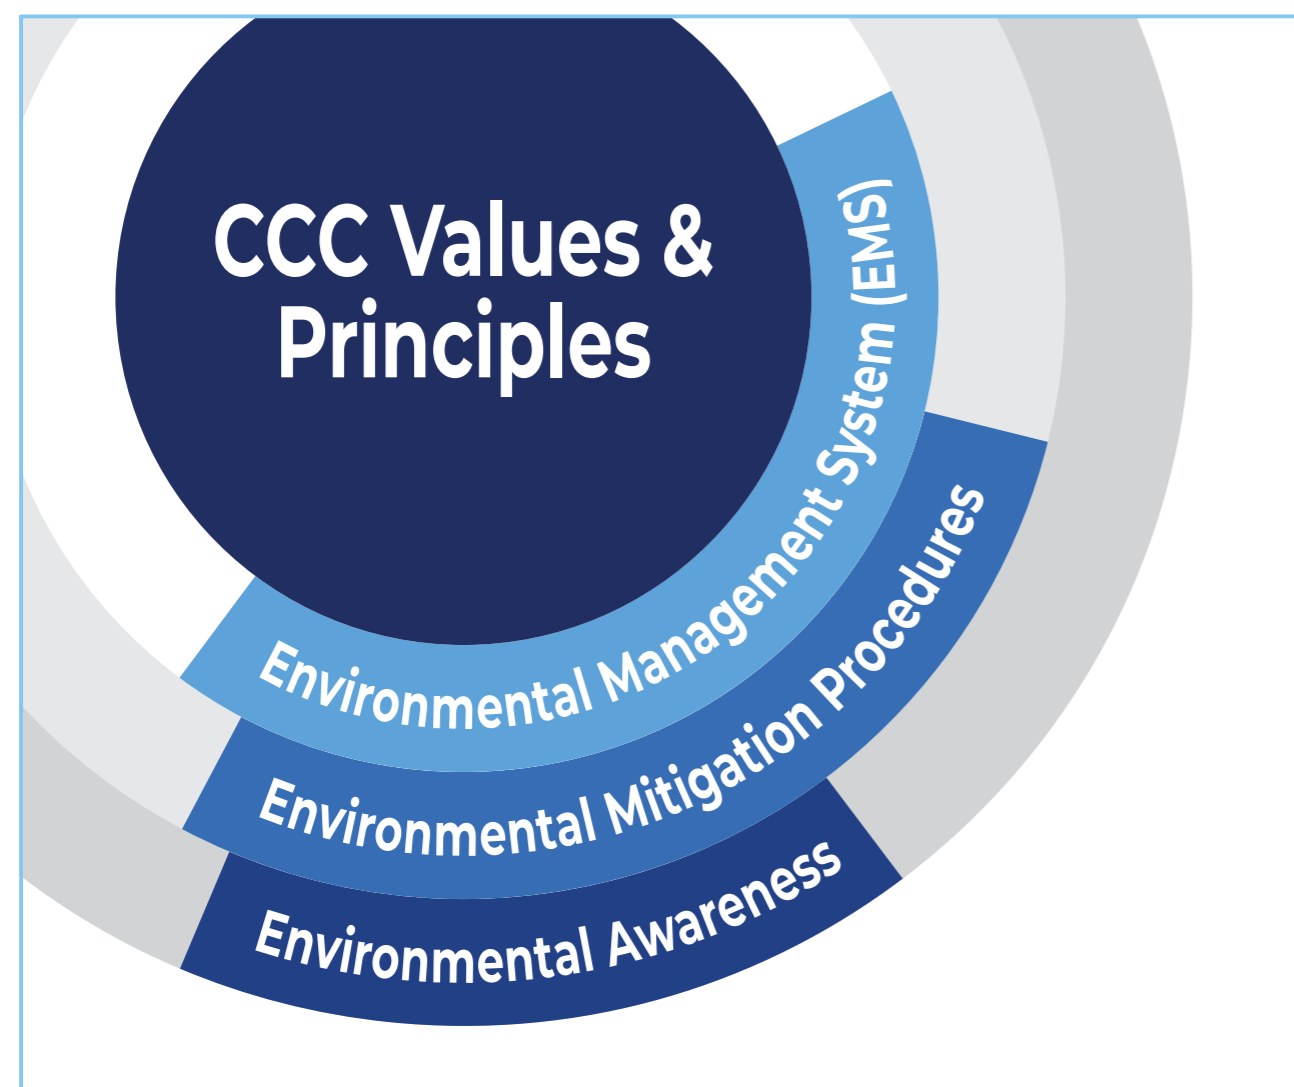 CCC Values &
Principles
Environmental Management System (EMS)
Environmental Mitigation Procedures
Environmental Awareness